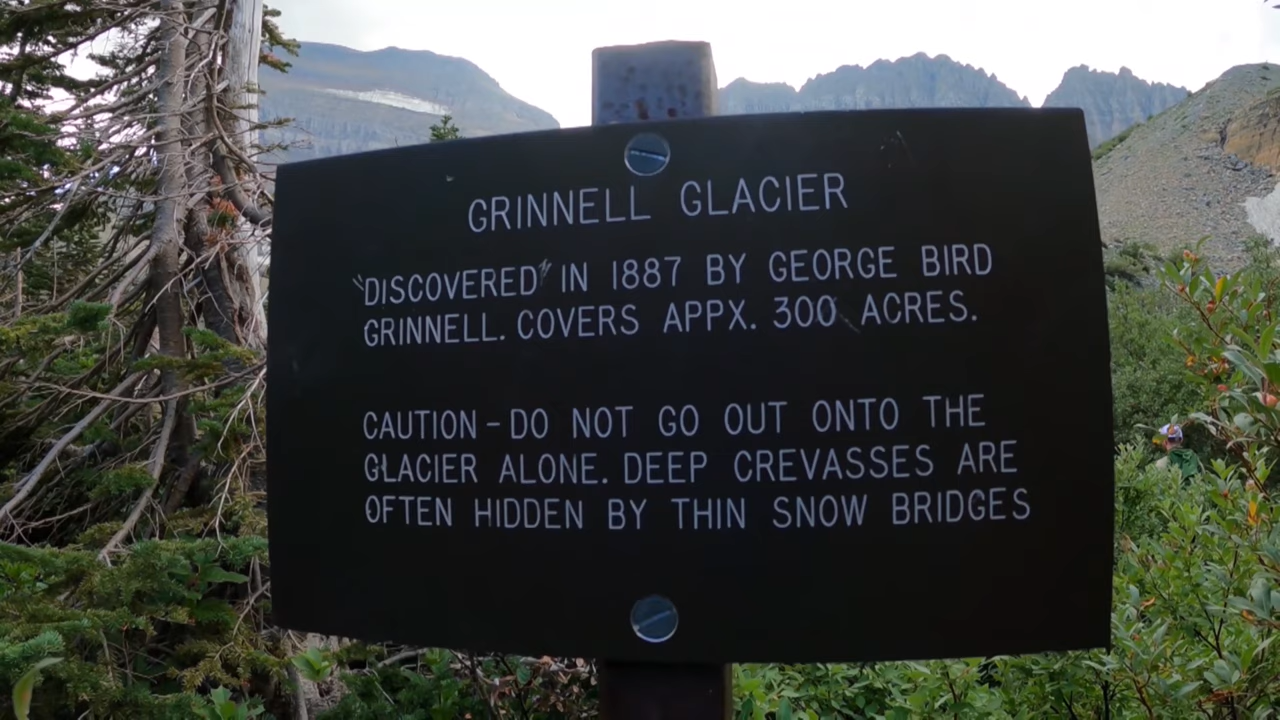 GRINNELL GLACIER
"DISCOVERED" IN 1887 BY GEORGE BIRD
GRINNELL. COVERS APPX. 300 ACRES.
CAUTION - DO NOT GO OUT ONTO THE
GLACIER ALONE. DEEP CREVASSES ARE
OFTEN HIDDEN BY THIN SNOW BRIDGES